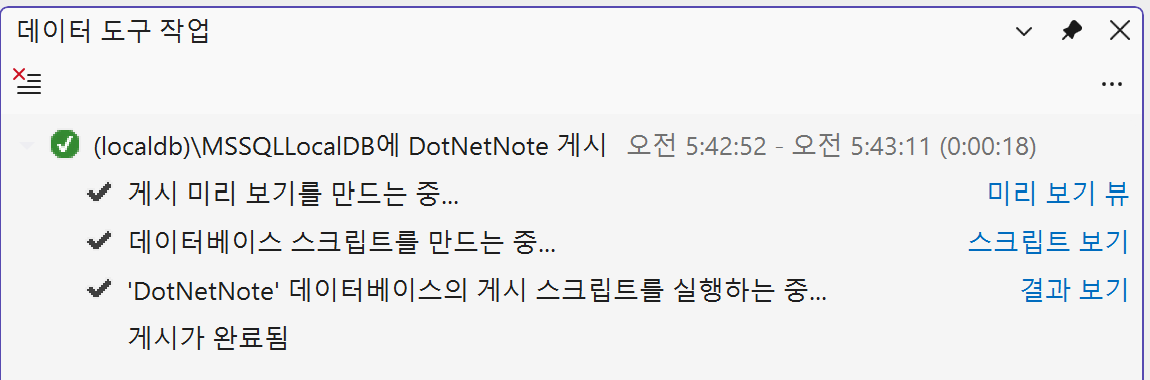 데이터 도구 작업
(localdb)\MSSQLLocalDB에 DotNetNote 게시 오전 5:42:52 - 오전 5:43:11 (0:00:18)
게시 미리 보기를 만드는 중... 미리 보기 뷰
데이터베이스 스크립트를 만드는 중... 스크립트 보기
'DotNetNote' 데이터베이스의 게시 스크립트를 실행하는 중... 결과 보기
게시가 완료됨